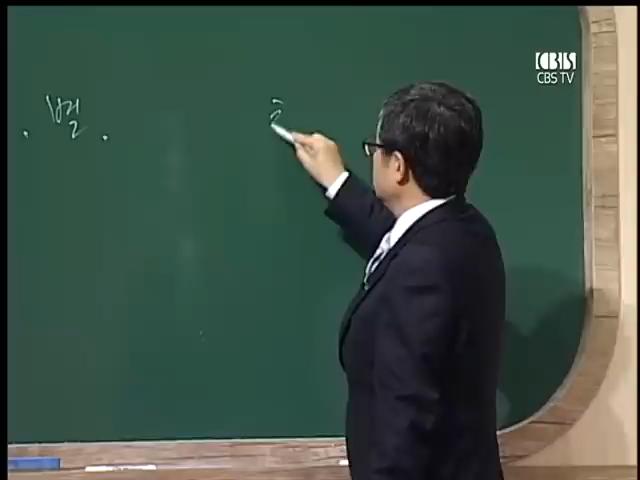 CBS
CBS TV
. 벌 .